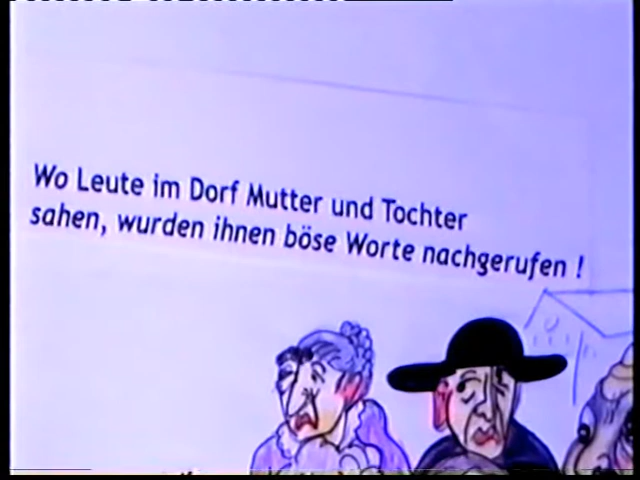 Wo Leute im Dorf Mutter und Tochter
sahen, wurden ihnen böse Worte nachgerufen !